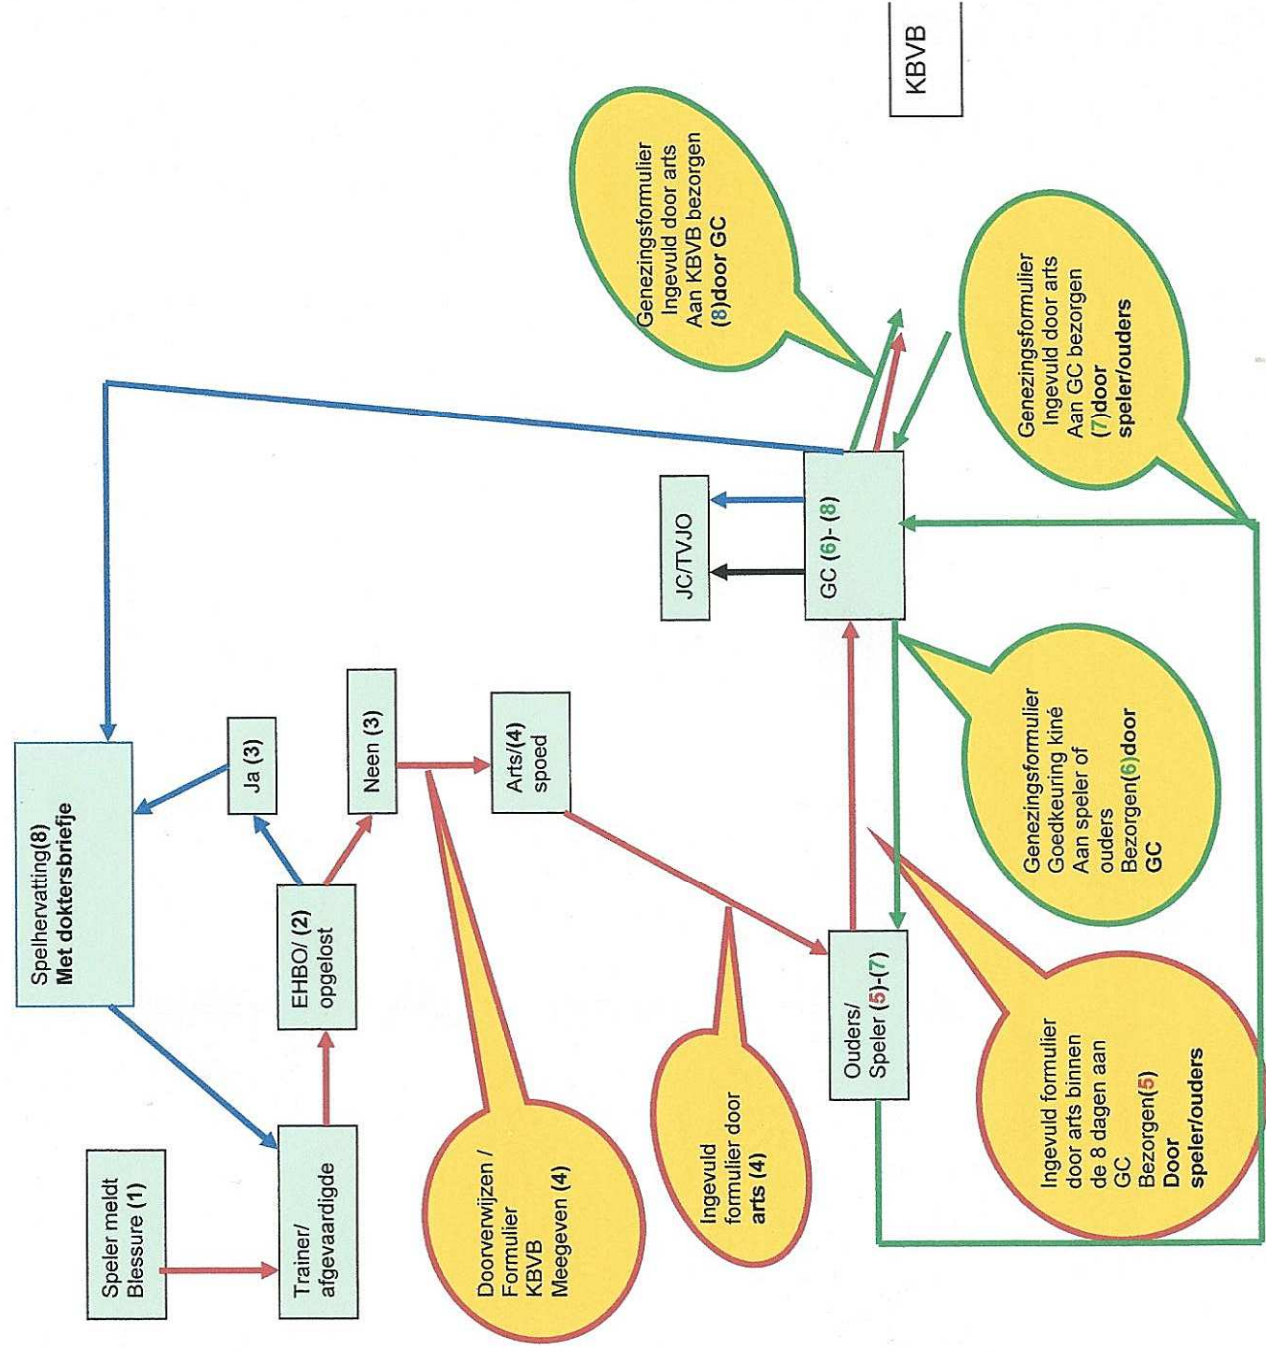 Speler meldt
Blessure (1)
Trainer/
afgevaardigde
Spelhervatting(8)
Met doktersbriefje
EHBO/ (2)
opgelost
Ja (3)
Neen (3)
Doorverwijzen /
Formulier
KBVB
Meegeven (4)
Arts/(4)
spoed
Ingevuld
formulier door
arts (4)
Ouders/
Speler (5)-(7)
JC/TVJO
GC (6)- (8)
Genezingsformulier
Ingevuld door arts
Aan KBVB bezorgen
(8)door GC
KBVB
Ingevuld formulier
door arts binnen
de 8 dagen aan
GC
Bezorgen(5)
Door
speler/ouders
Genezingsformulier
Goedkeuring kiné
Aan speler of
ouders
Bezorgen(6)door
GC
Genezingsformulier
Ingevuld door arts
Aan GC bezorgen
(7)door
speler/ouders